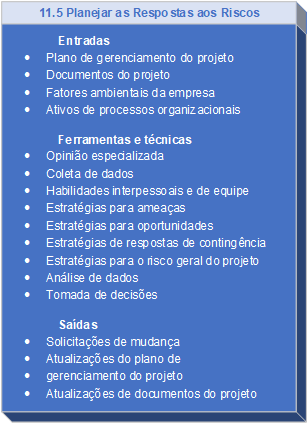 11.5 Planejar as Respostas aos Riscos
Entradas
• Plano de gerenciamento do projeto
• Documentos do projeto
• Fatores ambientais da empresa
• Ativos de processos organizacionais
Ferramentas e técnicas
• Opinião especializada
• Coleta de dados
• Habilidades interpessoais e de equipe
• Estratégias para ameaças
• Estratégias para oportunidades
• Estratégias de respostas de contingência
• Estratégias para o risco geral do projeto
• Análise de dados
• Tomada de decisões
Saídas
• Solicitações de mudança
• Atualizações do plano de
• gerenciamento do projeto
• Atualizações de documentos do projeto